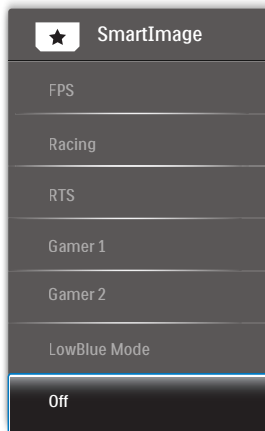 SmartImage
FPS
Racing
RTS
Gamer 1
Gamer 2
LowBlue Mode
Off